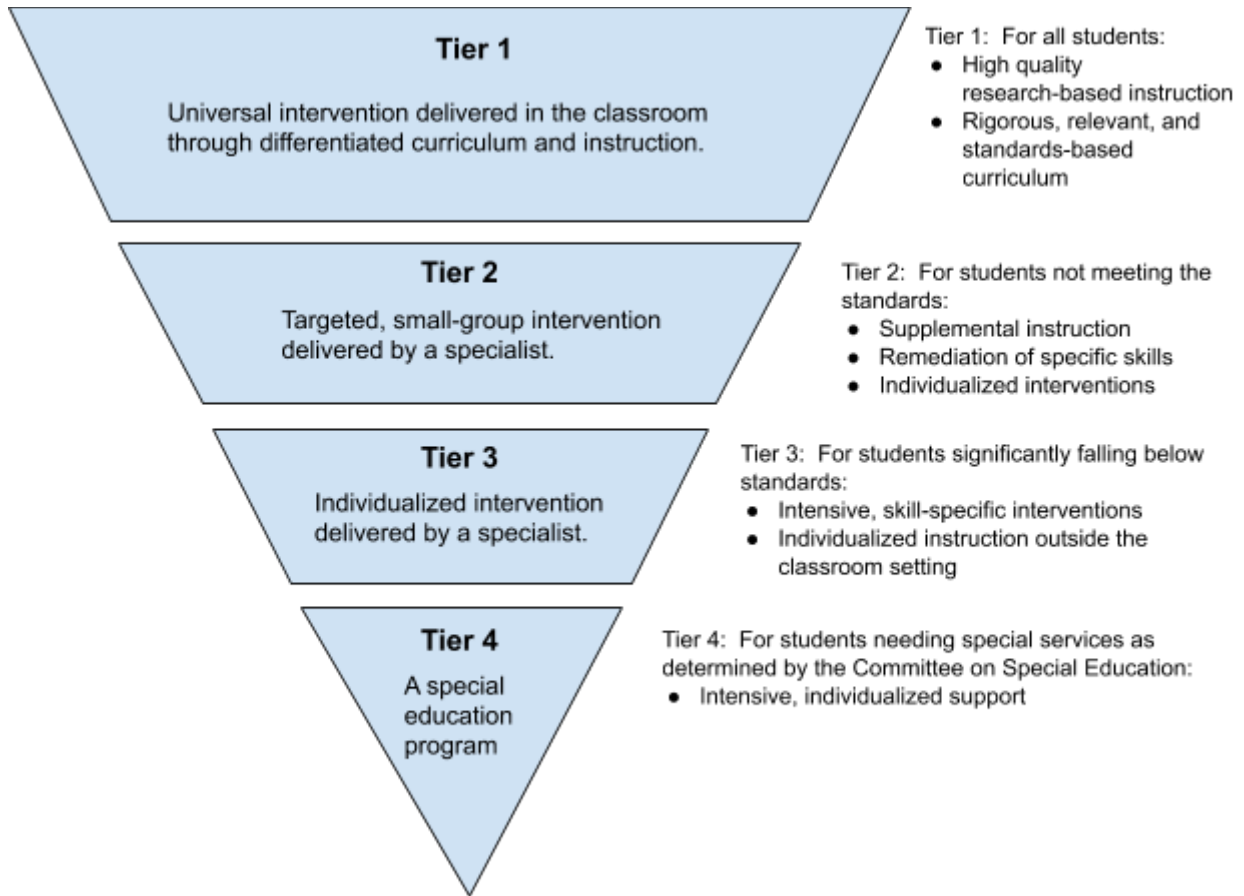 Tier 1
Universal intervention delivered in the classroom
through differentiated curriculum and instruction.
Tier 1:  For all students:
● High quality
research-based instruction
● Rigorous, relevant, and
standards-based
curriculum
Tier 2
Targeted, small-group intervention
delivered by a specialist.
Tier 2:  For students not meeting the
standards:
● Supplemental instruction
● Remediation of specific skills
● Individualized interventions
Tier 3
Individualized intervention
delivered by a specialist.
Tier 3:  For students significantly falling below
standards:
● Intensive, skill-specific interventions
● Individualized instruction outside the
classroom setting
Tier 4
A special
education
program
Tier 4:  For students needing special services as
determined by the Committee on Special Education:
● Intensive, individualized support